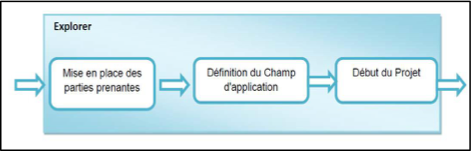 Explorer
Mise en place des
parties prenantes
Définition du Champ
d'application
Début du Projet